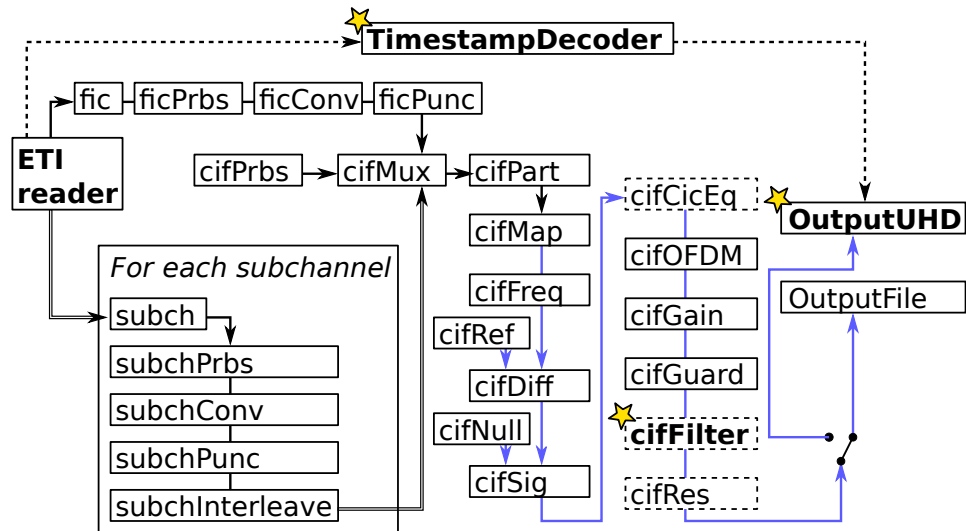 TimestampDecoder
fic
ficPrbs
ficConv
ficPunc
ETI
reader
cifPrbs
cifMux
cifPart
cifCicEq
OutputUHD
cifMap
For each subchannel
cifOFDM
cifFreq
OutputFile
subch
cifRef
cifGain
subchPrbs
cifDiff
cifGuard
subchConv
cifNull
cifFilter
subchPunc
cifSig
cifRes
subchInterleave